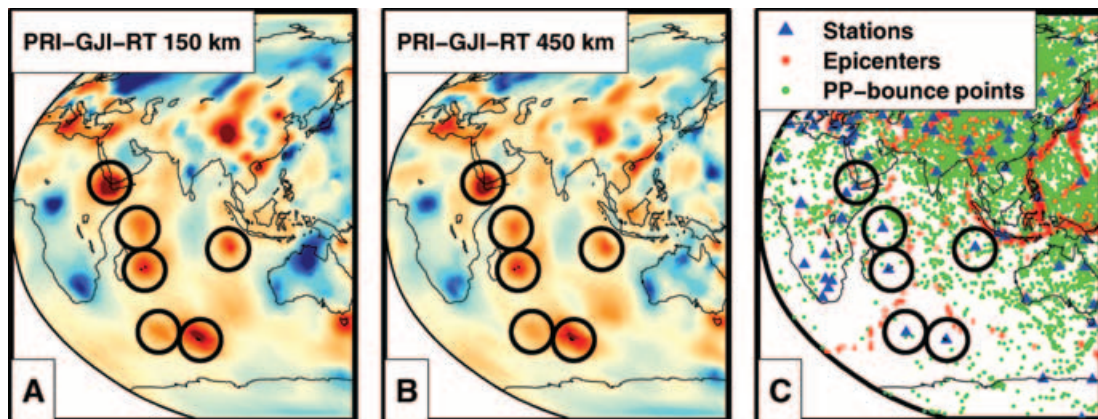 PRI-GJI-RT 150 km
A
PRI-GJI-RT 450 km
B
Stations
Epicenters
PP-bounce points
C